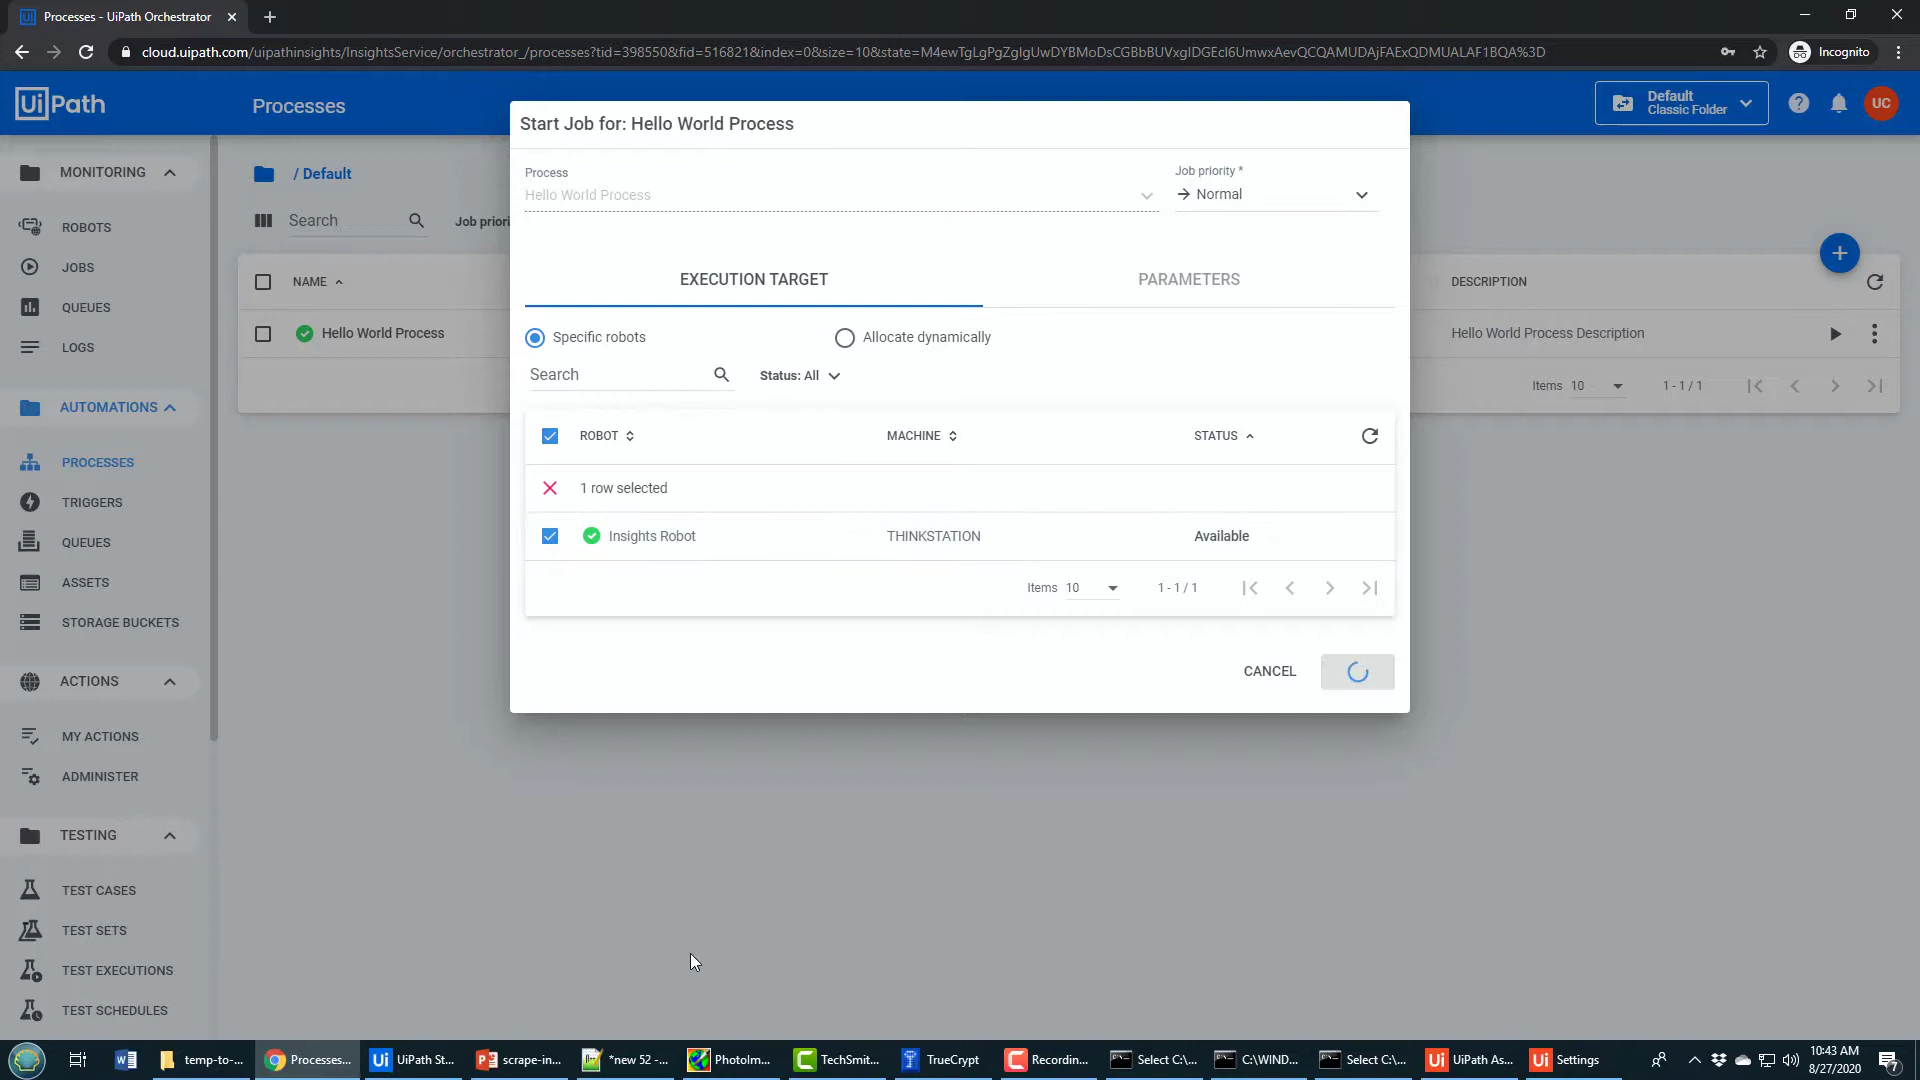 Processes - UiPath Orchestrator
cloud.uipath.com/uipathinsights/InsightsService/orchestrator_/processes?tid=398550&fid=516821&index=0&size=10&state=
Incognito
UiPath
Processes
Default
Classic Folder
UC
MONITORING
ROBOTS
JOBS
QUEUES
LOGS
AUTOMATIONS
PROCESSES
TRIGGERS
QUEUES
ASSETS
STORAGE BUCKETS
ACTIONS
MY ACTIONS
ADMINISTER
TESTING
TEST CASES
TEST SETS
TEST EXECUTIONS
TEST SCHEDULES
/ Default
Search
Job priori
NAME
Hello World Process
DESCRIPTION
Hello World Process Description
Items 10
1 - 1 / 1
Start Job for: Hello World Process
Process
Hello World Process
Job priority *
Normal
EXECUTION TARGET
PARAMETERS
Specific robots
Allocate dynamically
Search
Status: All
ROBOT
MACHINE
STATUS
1 row selected
Insights Robot
THINKSTATION
Available
Items 10
1 - 1 / 1
CANCEL
temp-to-...
Processes...
UiPath St...
scrape-in...
*new 52 -...
PhotoIm...
TechSmit...
TrueCrypt
Recordin...
Select C:\...
C:\WIND...
Select C:\...
UiPath As...
Settings
10:43 AM
8/27/2020
7